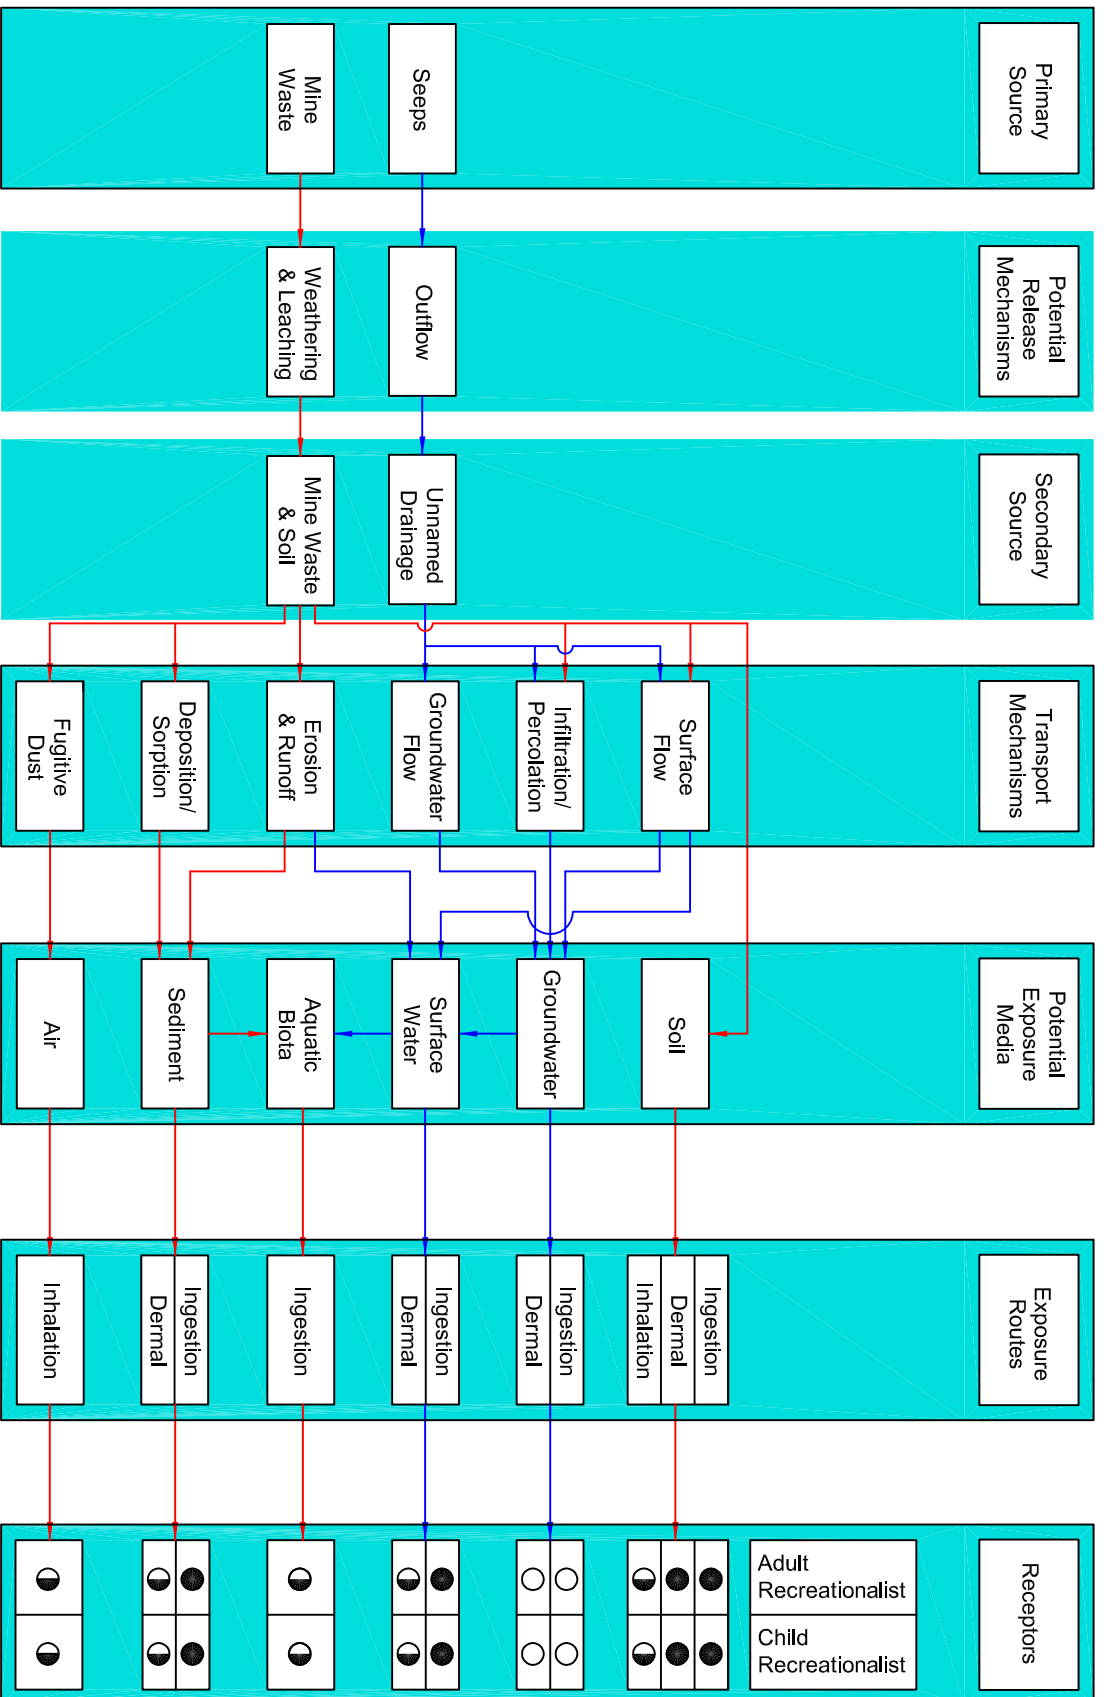 Primary
Source
Seeps
Mine
Waste
Potential
Release
Mechanisms
Outflow
Weathering
& Leaching
Secondary
Source
Unnamed
Drainage
Mine Waste
& Soil
Transport
Mechanisms
Surface
Flow
Infiltration/
Percolation
Groundwater
Flow
Erosion
& Runoff
Deposition/
Sorption
Fugitive
Dust
Potential
Exposure
Media
Soil
Groundwater
Surface
Water
Aquatic
Biota
Sediment
Air
Exposure
Routes
Ingestion
Dermal
Inhalation
Ingestion
Dermal
Ingestion
Dermal
Ingestion
Ingestion
Dermal
Inhalation
Receptors
Adult
Recreationalist
Child
Recreationalist